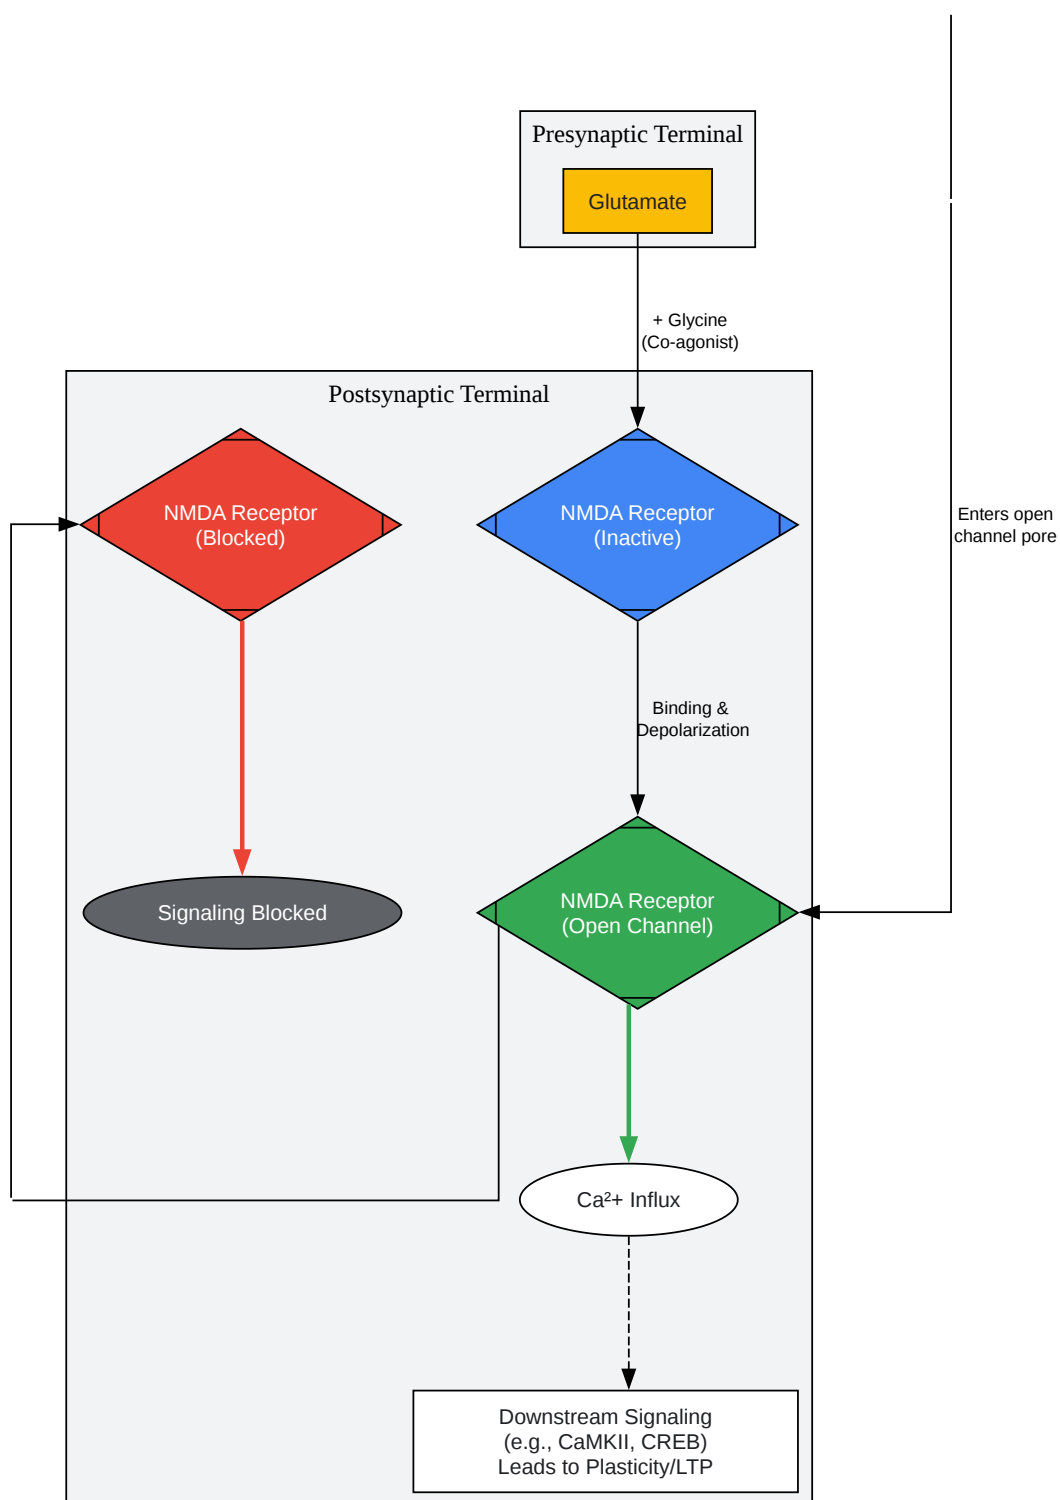 Presynaptic Terminal
Glutamate
+ Glycine
(Co-agonist)
Postsynaptic Terminal
NMDA Receptor
(Blocked)
NMDA Receptor
(Inactive)
Enters open
channel pore
Binding &
Depolarization
Signaling Blocked
NMDA Receptor
(Open Channel)
Ca²+ Influx
Downstream Signaling
(e.g., CaMKII, CREB)
Leads to Plasticity/LTP